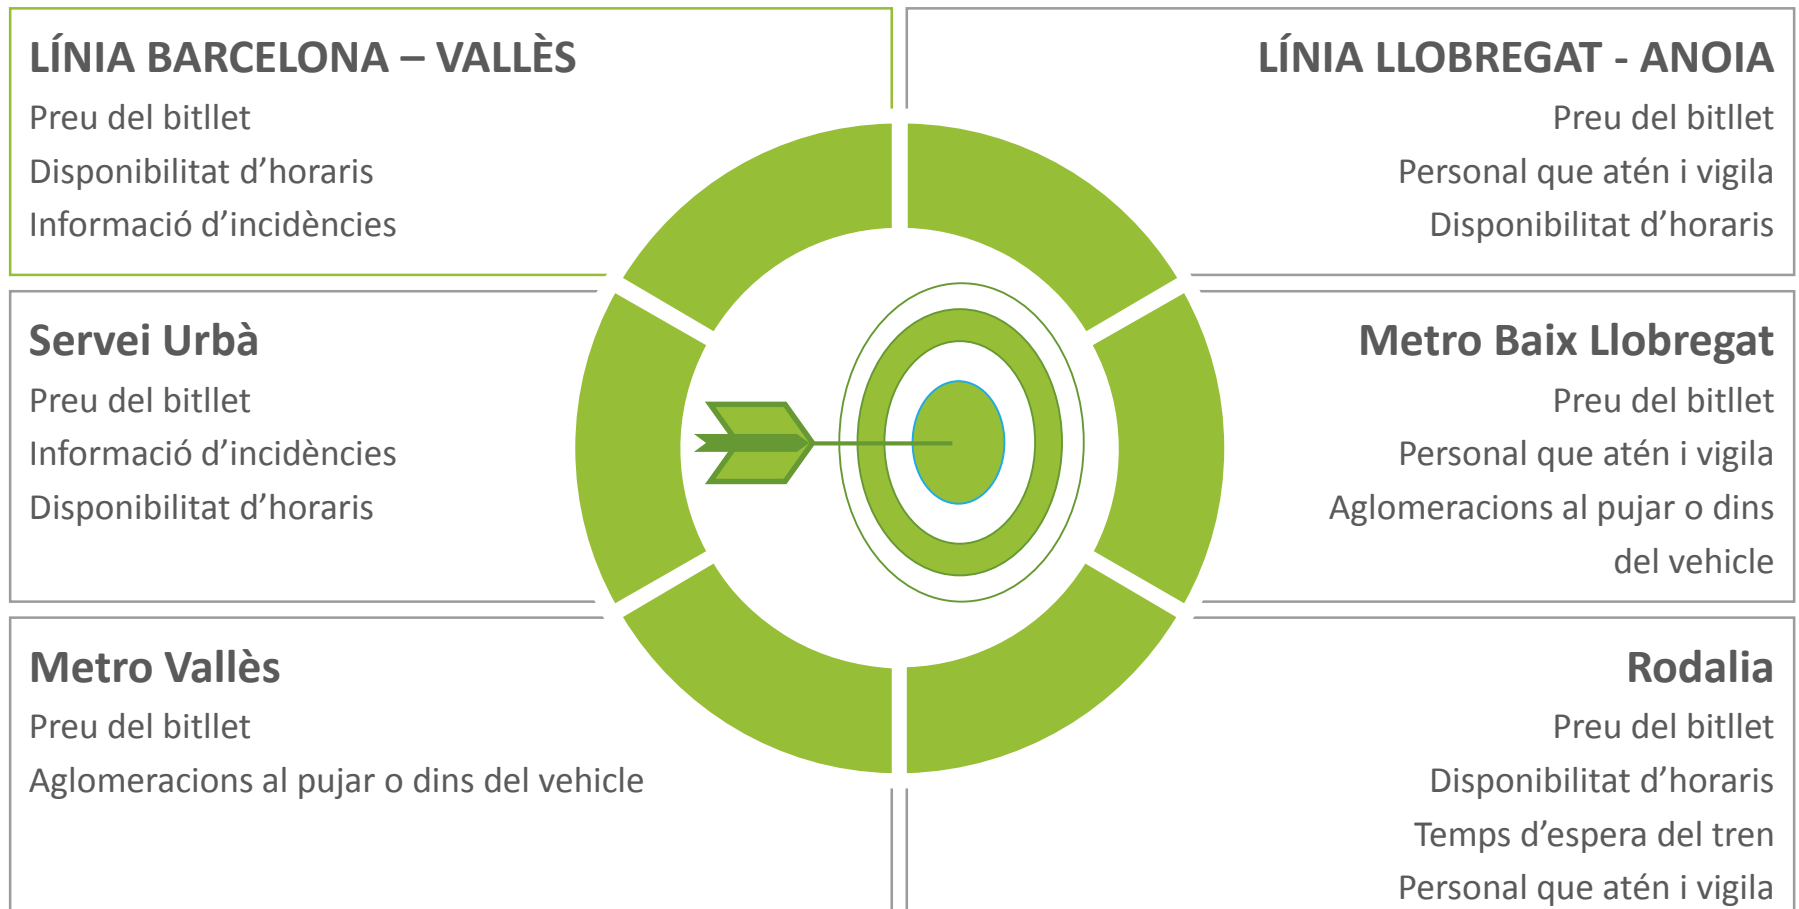 LÍNIA BARCELONA – VALLÈS
Preu del bitllet
Disponibilitat d’horaris
Informació d’incidències
LÍNIA LLOBREGAT - ANOIA
Preu del bitllet
Personal que atén i vigila
Disponibilitat d’horaris
Servei Urbà
Preu del bitllet
Informació d’incidències
Disponibilitat d’horaris
Metro Baix Llobregat
Preu del bitllet
Personal que atén i vigila
Aglomeracions al pujar o dins
del vehicle
Metro Vallès
Preu del bitllet
Aglomeracions al pujar o dins del vehicle
Rodalia
Preu del bitllet
Disponibilitat d’horaris
Temps d’espera del tren
Personal que atén i vigila